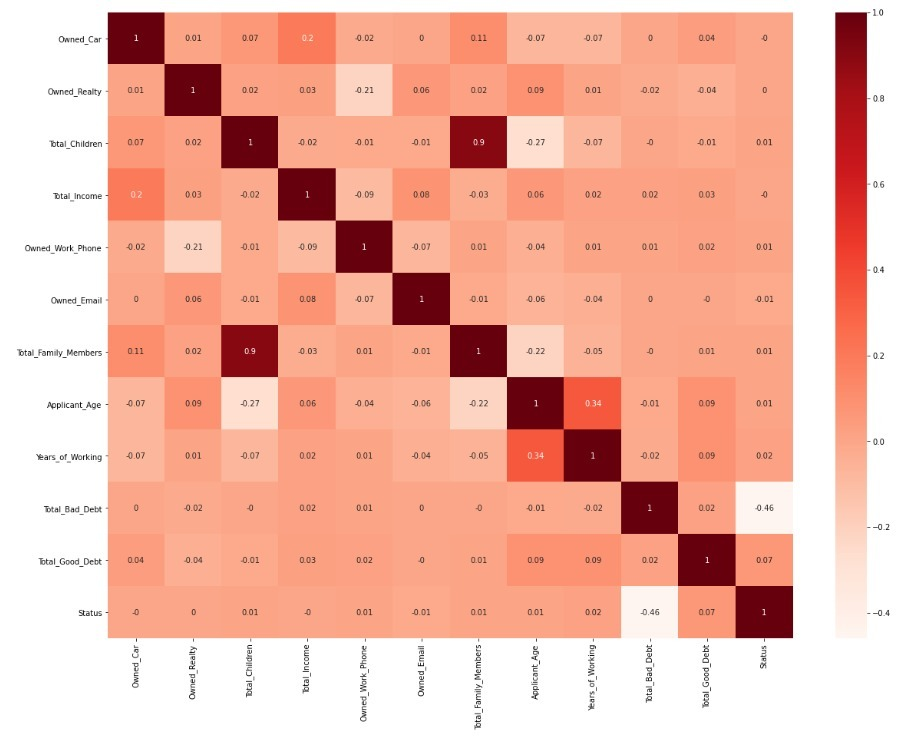 Owned_Car 1 0.01 0.07 0.2 -0.02 0 0.11 -0.07 -0.07 0 0.04 -0
Owned_Realty 0.01 1 0.02 0.03 -0.21 0.06 0.02 0.09 0.01 -0.02 -0.04 0
Total_Children 0.07 0.02 1 -0.02 -0.01 -0.01 0.9 -0.27 -0.07 -0 -0.01 0.01
Total_Income 0.2 0.03 -0.02 1 -0.09 0.08 -0.03 0.06 0.02 0.02 0.03 -0
Owned_Work_Phone -0.02 -0.21 -0.01 -0.09 1 -0.07 0.01 -0.04 0.01 0.01 0.02 0.01
Owned_Email 0 0.06 -0.01 0.08 -0.07 1 -0.01 -0.06 -0.04 0 -0 -0.01
Total_Family_Members 0.11 0.02 0.9 -0.03 0.01 -0.01 1 -0.22 -0.05 -0 0.01 0.01
Applicant_Age -0.07 0.09 -0.27 0.06 -0.04 -0.06 -0.22 1 0.34 -0.01 0.09 0.01
Years_of_Working -0.07 0.01 -0.07 0.02 0.01 -0.04 -0.05 0.34 1 -0.02 0.09 0.02
Total_Bad_Debt 0 -0.02 -0 0.02 0.01 0 -0 -0.01 -0.02 1 0.02 -0.46
Total_Good_Debt 0.04 -0.04 -0.01 0.03 0.02 -0 0.01 0.09 0.09 0.02 1 0.07
Status -0 0 0.01 -0 0.01 -0.01 0.01 0.01 0.02 -0.46 0.07 1
Owned_Car
Owned_Realty
Total_Children
Total_Income
Owned_Work_Phone
Owned_Email
Total_Family_Members
Applicant_Age
Years_of_Working
Total_Bad_Debt
Total_Good_Debt
Status
1.0
0.8
0.6
0.4
0.2
0.0
−0.2
−0.4